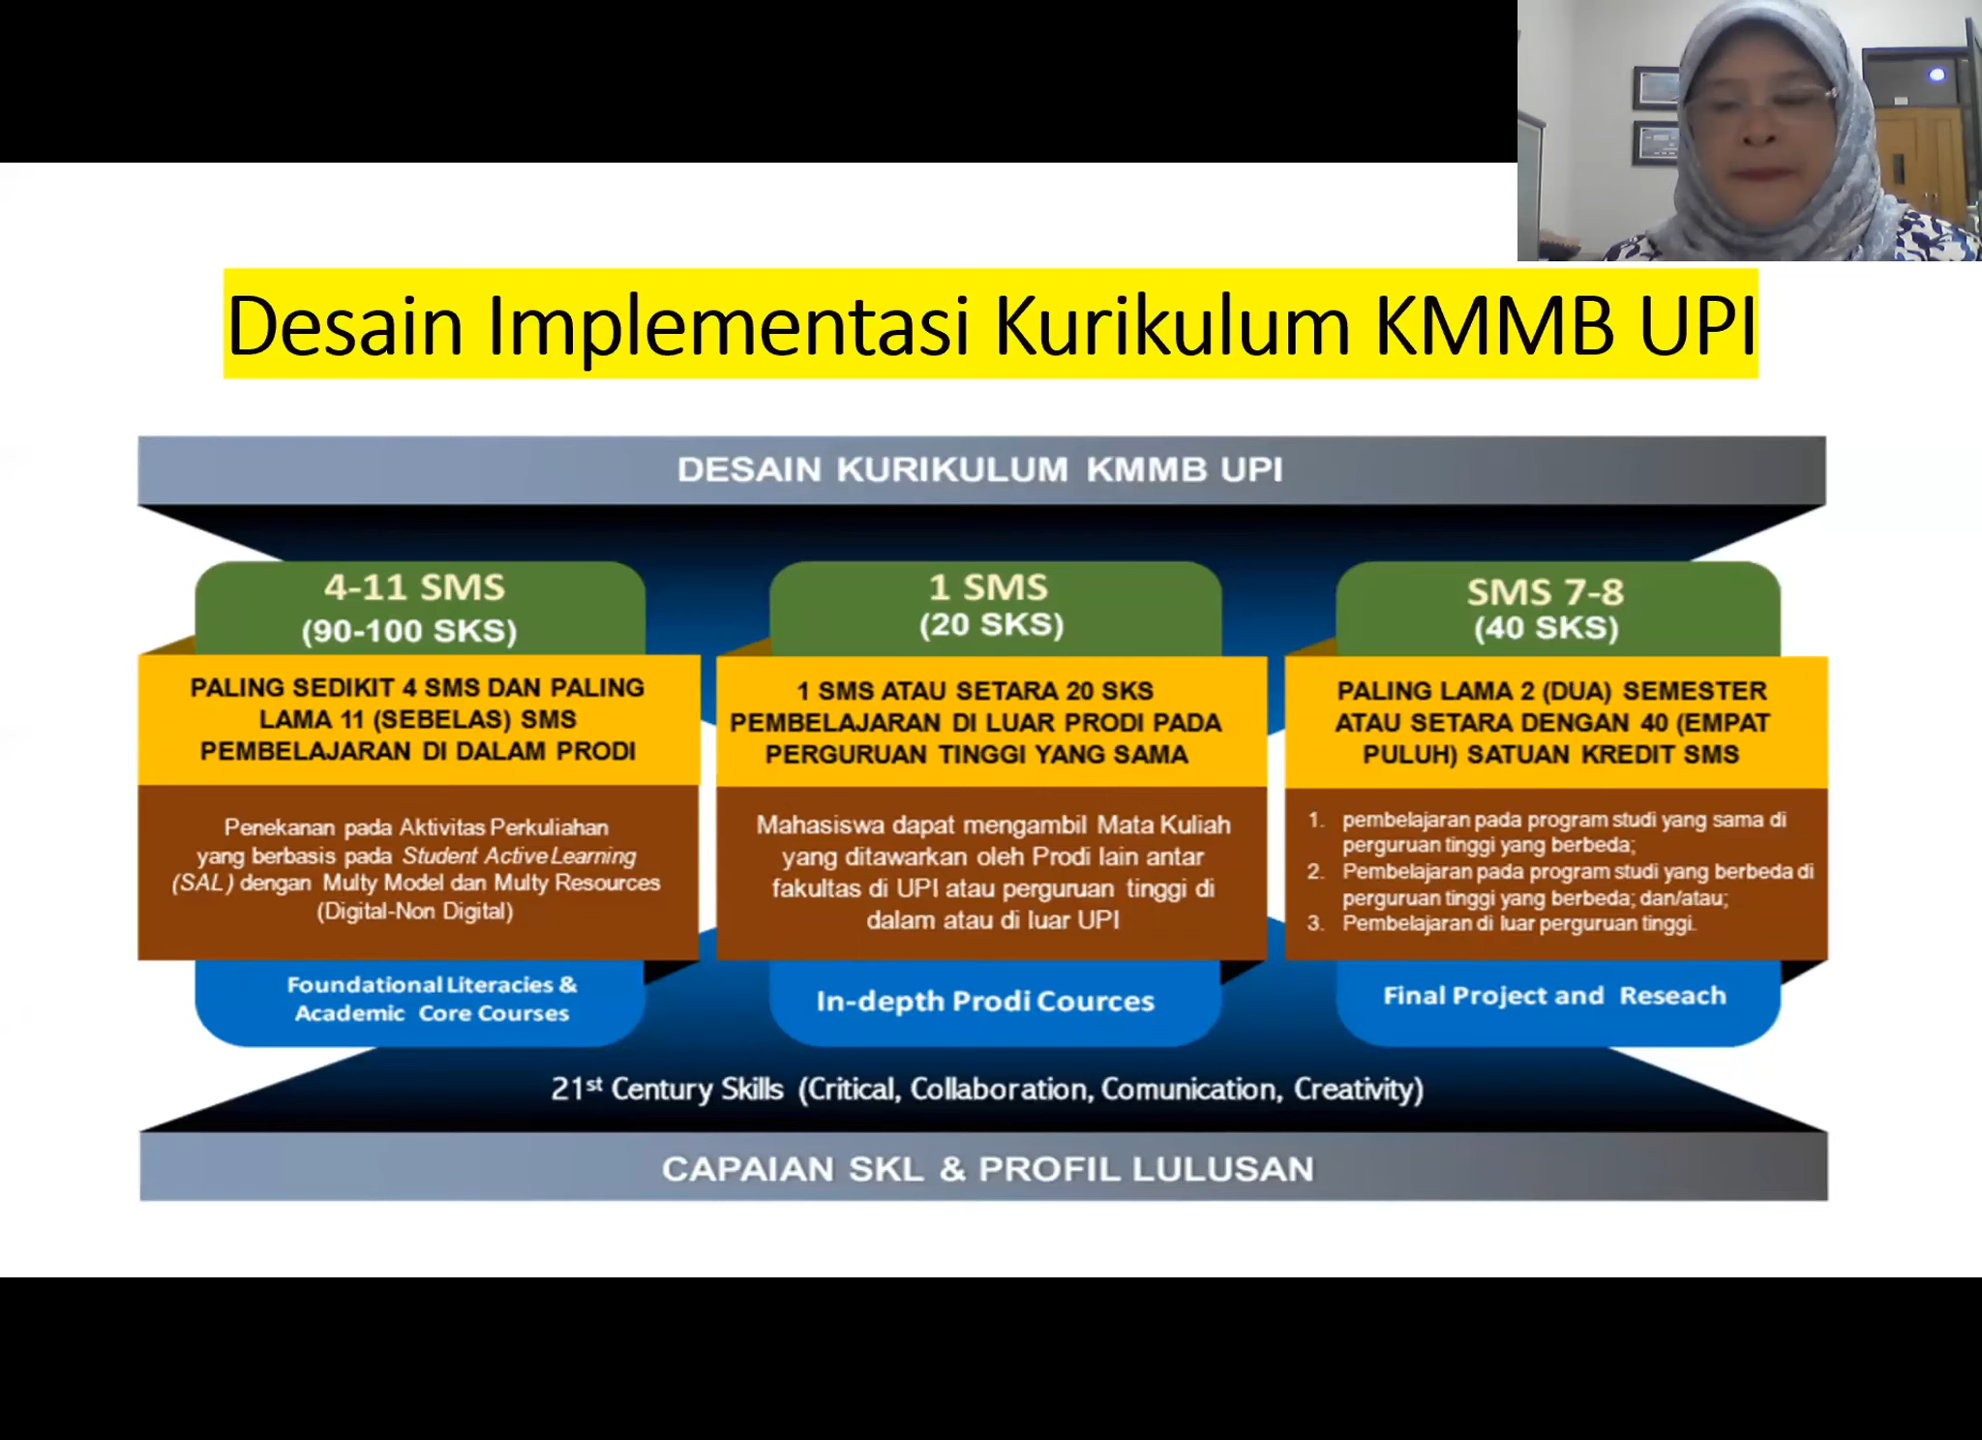 Desain Implementasi Kurikulum KMMB UPI
DESAIN KURIKULUM KMMB UPI
4-11 SMS
(90-100 SKS)
PALING SEDIKIT 4 SMS DAN PALING
LAMA 11 (SEBELAS) SMS
PEMBELAJARAN DI DALAM PRODI
Penekanan pada Aktivitas Perkuliahan
yang berbasis pada Student Active Learning
(SAL) dengan Multy Model dan Multy Resources
(Digital-Non Digital)
Foundational Literacies &
Academic Core Courses
1 SMS
(20 SKS)
1 SMS ATAU SETARA 20 SKS
PEMBELAJARAN DI LUAR PRODI PADA
PERGURUAN TINGGI YANG SAMA
Mahasiswa dapat mengambil Mata Kuliah
yang ditawarkan oleh Prodi lain antar
fakultas di UPI atau perguruan tinggi di
dalam atau di luar UPI
In-depth Prodi Cources
SMS 7-8
(40 SKS)
PALING LAMA 2 (DUA) SEMESTER
ATAU SETARA DENGAN 40 (EMPAT
PULUH) SATUAN KREDIT SMS
1. pembelajaran pada program studi yang sama di
perguruan tinggi yang berbeda;
2. Pembelajaran pada program studi yang berbeda di
perguruan tinggi yang berbeda; dan/atau;
3. Pembelajaran di luar perguruan tinggi.
Final Project and Reseach
21st Century Skills (Critical, Collaboration, Comunication, Creativity)
CAPAIAN SKL & PROFIL LULUSAN